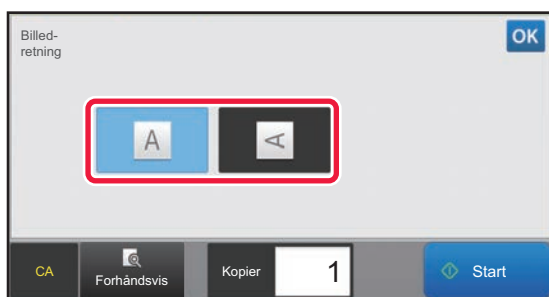 Billed-
retning
OK
A
A
CA
Forhåndsvis
Kopier
1
Start